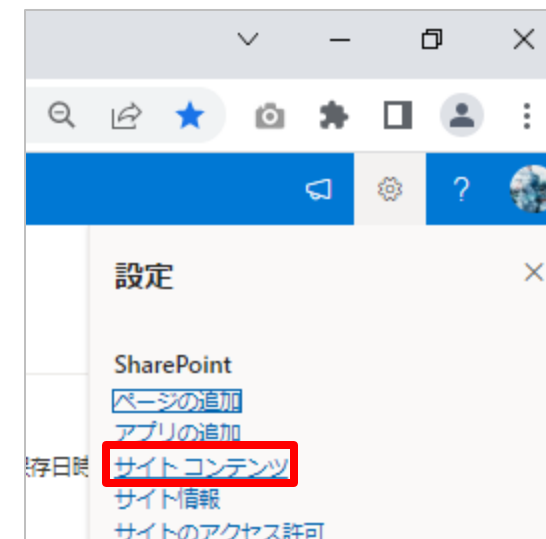 設定
SharePoint
ページの追加
アプリの追加
存日時
サイト コンテンツ
サイト情報
サイトのアクセス許可